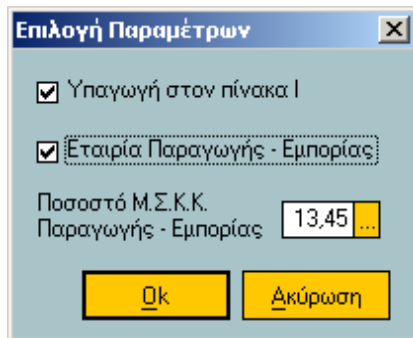 Επιλογή Παραμέτρων
Υπαγωγή στον πίνακα Ι
Εταιρία Παραγωγής - Εμπορίας
Ποσοστό Μ.Σ.Κ.Κ.
Παραγωγής - Εμπορίας
13,45 ...
Ok
Ακύρωση